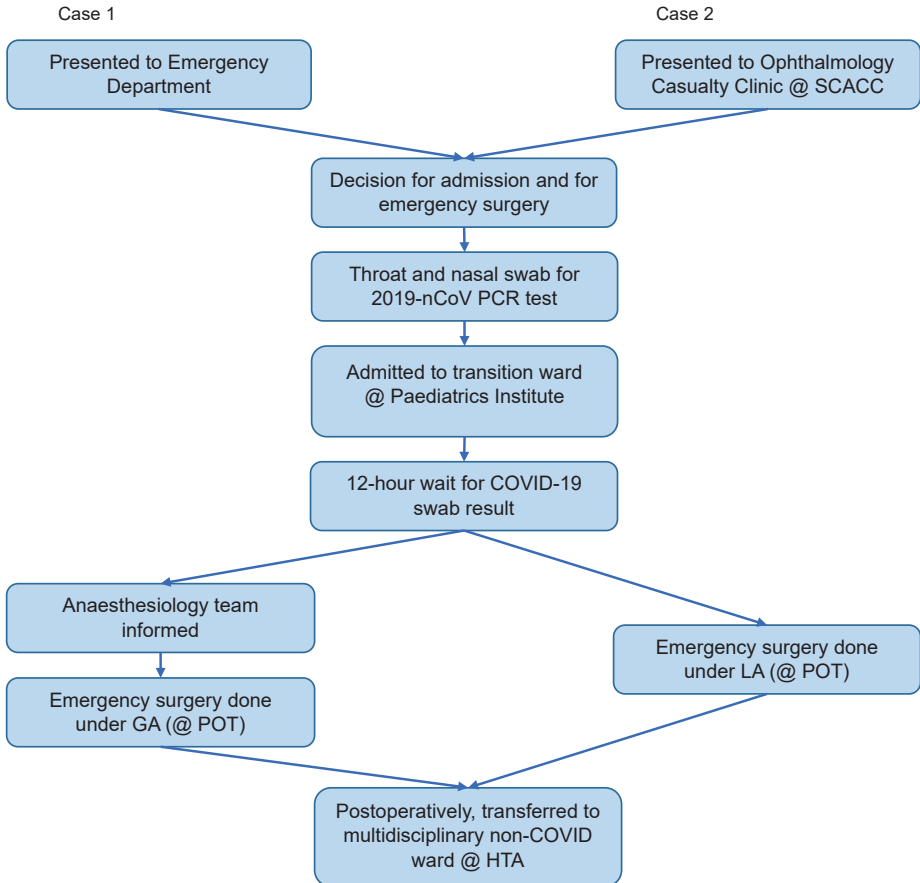 Case 1
Case 2
Presented to Emergency
Department
Presented to Ophthalmology
Casualty Clinic @ SCACC
Decision for admission and for
emergency surgery
Throat and nasal swab for
2019-nCoV PCR test
Admitted to transition ward
@ Paediatrics Institute
12-hour wait for COVID-19
swab result
Anaesthesiology team
informed
Emergency surgery done
under GA (@ POT)
Emergency surgery done
under LA (@ POT)
Postoperatively, transferred to
multidisciplinary non-COVID
ward @ HTA